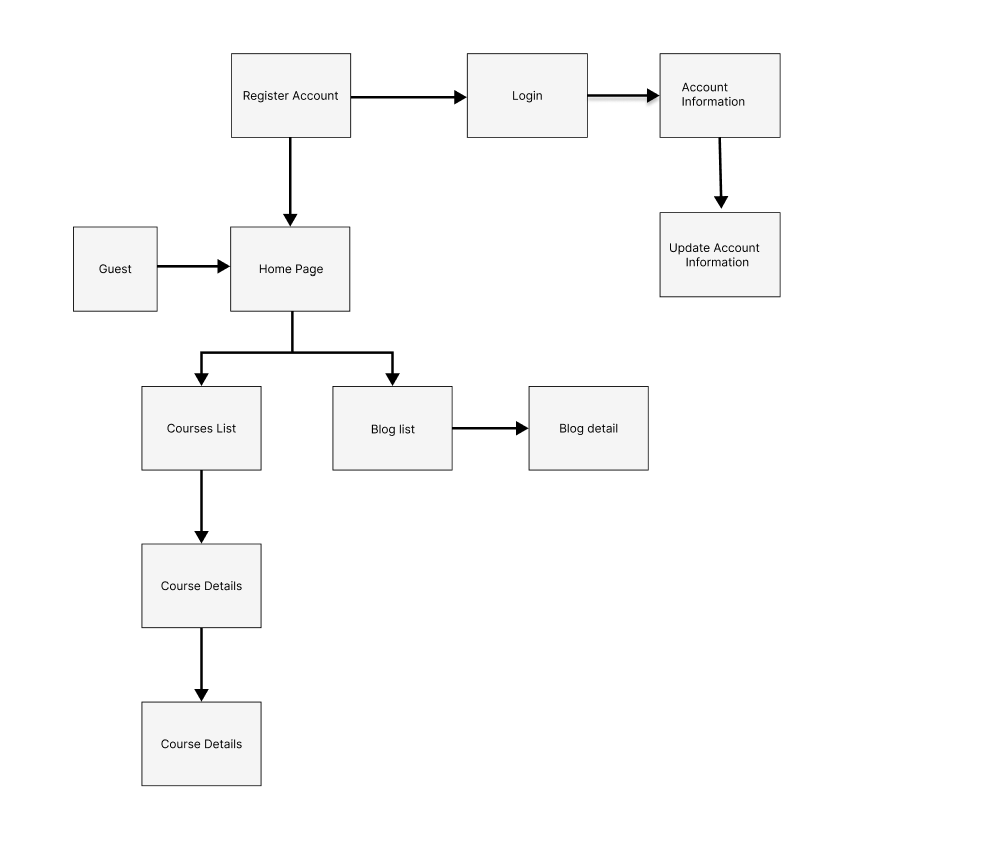 Register Account
Login
Account
Information
Guest
Home Page
Update Account
Information
Courses List
Blog list
Blog detail
Course Details
Course Details